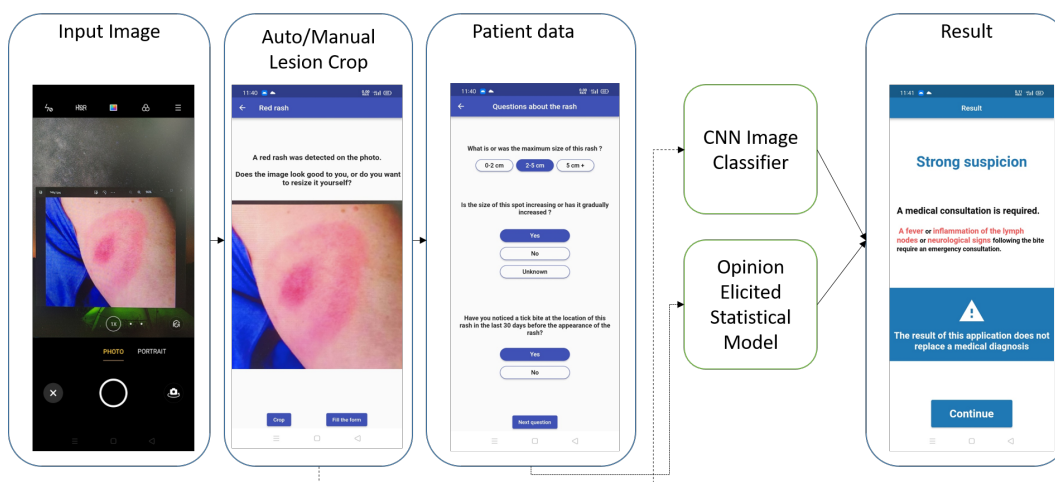 Input Image
HDR
1X
PHOTO
PORTRAIT
Auto/Manual
Lesion Crop
11:40
Red rash
A red rash was detected on the photo.
Does the image look good to you, or do you want
to resize it yourself?
Crop
Fill the form
Patient data
11:40
Questions about the rash
What is or was the maximum size of this rash ?
0-2 cm
2-5 cm
5 cm +
Is the size of this spot increasing or has it gradually
increased ?
Yes
No
Unknown
Have you noticed a tick bite at the location of this
rash in the last 30 days before the appearance of the
rash?
Yes
No
Next question
CNN Image
Classifier
Opinion
Elicited
Statistical
Model
Result
11:41
Result
Strong suspicion
A medical consultation is required.
A fever or inflammation of the lymph
nodes or neurological signs following the bite
require an emergency consultation.
The result of this application does not
replace a medical diagnosis
Continue